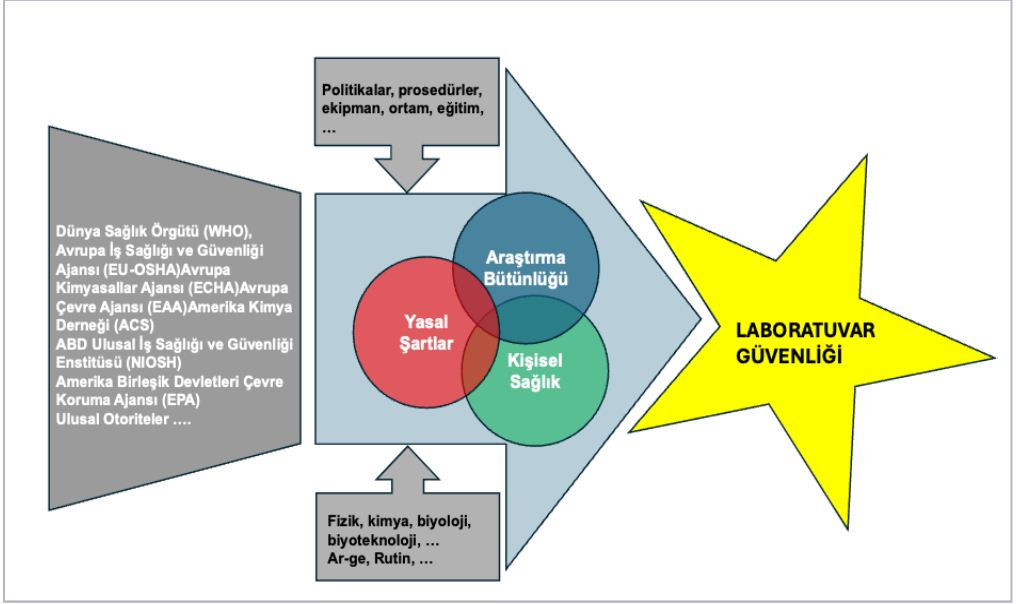 Politikalar, prosedürler,
ekipman, ortam, eğitim,
…
Dünya Sağlık Örgütü (WHO),
Avrupa İş Sağlığı ve Güvenliği
Ajansı (EU-OSHA)Avrupa
Kimyasallar Ajansı (ECHA)Avrupa
Çevre Ajansı (EAA)Amerika Kimya
Derneği (ACS)
ABD Ulusal İş Sağlığı ve Güvenliği
Enstitüsü (NIOSH)
Amerika Birleşik Devletleri Çevre
Koruma Ajansı (EPA)
Ulusal Otoriteler ….
Araştırma
Bütünlüğü
Yasal
Şartlar
Kişisel
Sağlık
LABORATUVAR
GÜVENLİĞİ
Fizik, kimya, biyoloji,
biyoteknoloji, …
Ar-ge, Rutin, …